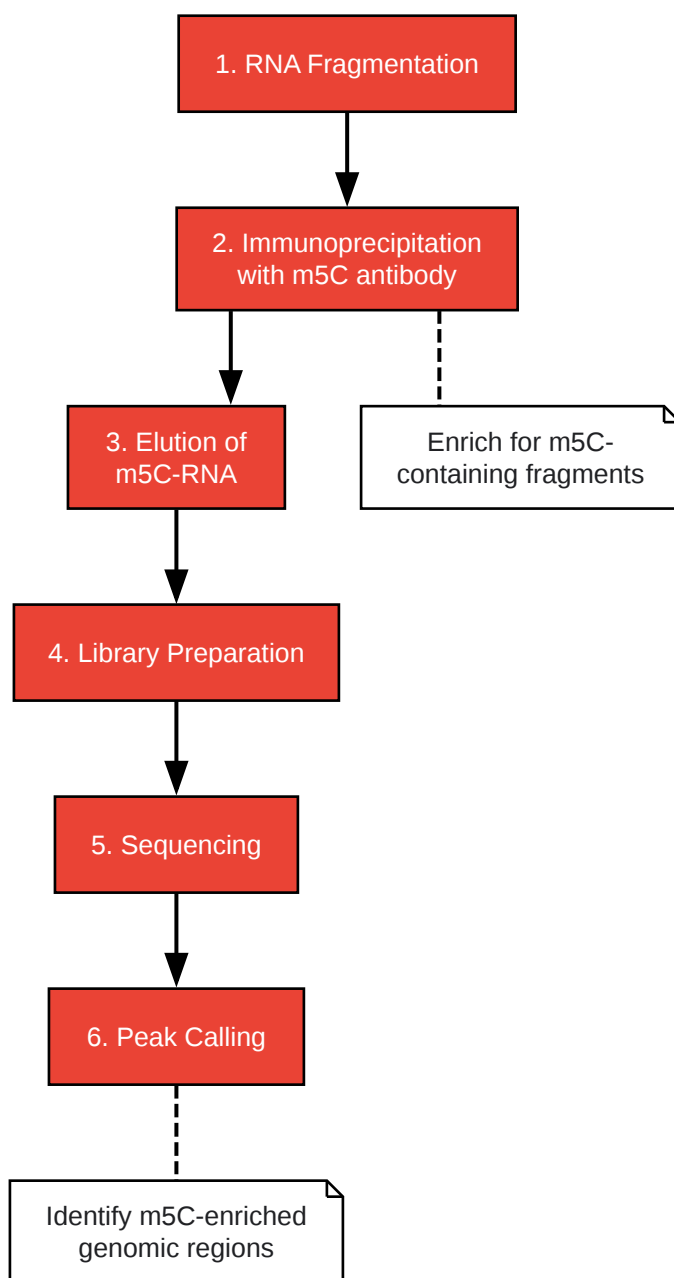 1. RNA Fragmentation
2. Immunoprecipitation
with m5C antibody
3. Elution of
m5C-RNA
Enrich for m5C-
containing fragments
4. Library Preparation
5. Sequencing
6. Peak Calling
Identify m5C-enriched
genomic regions